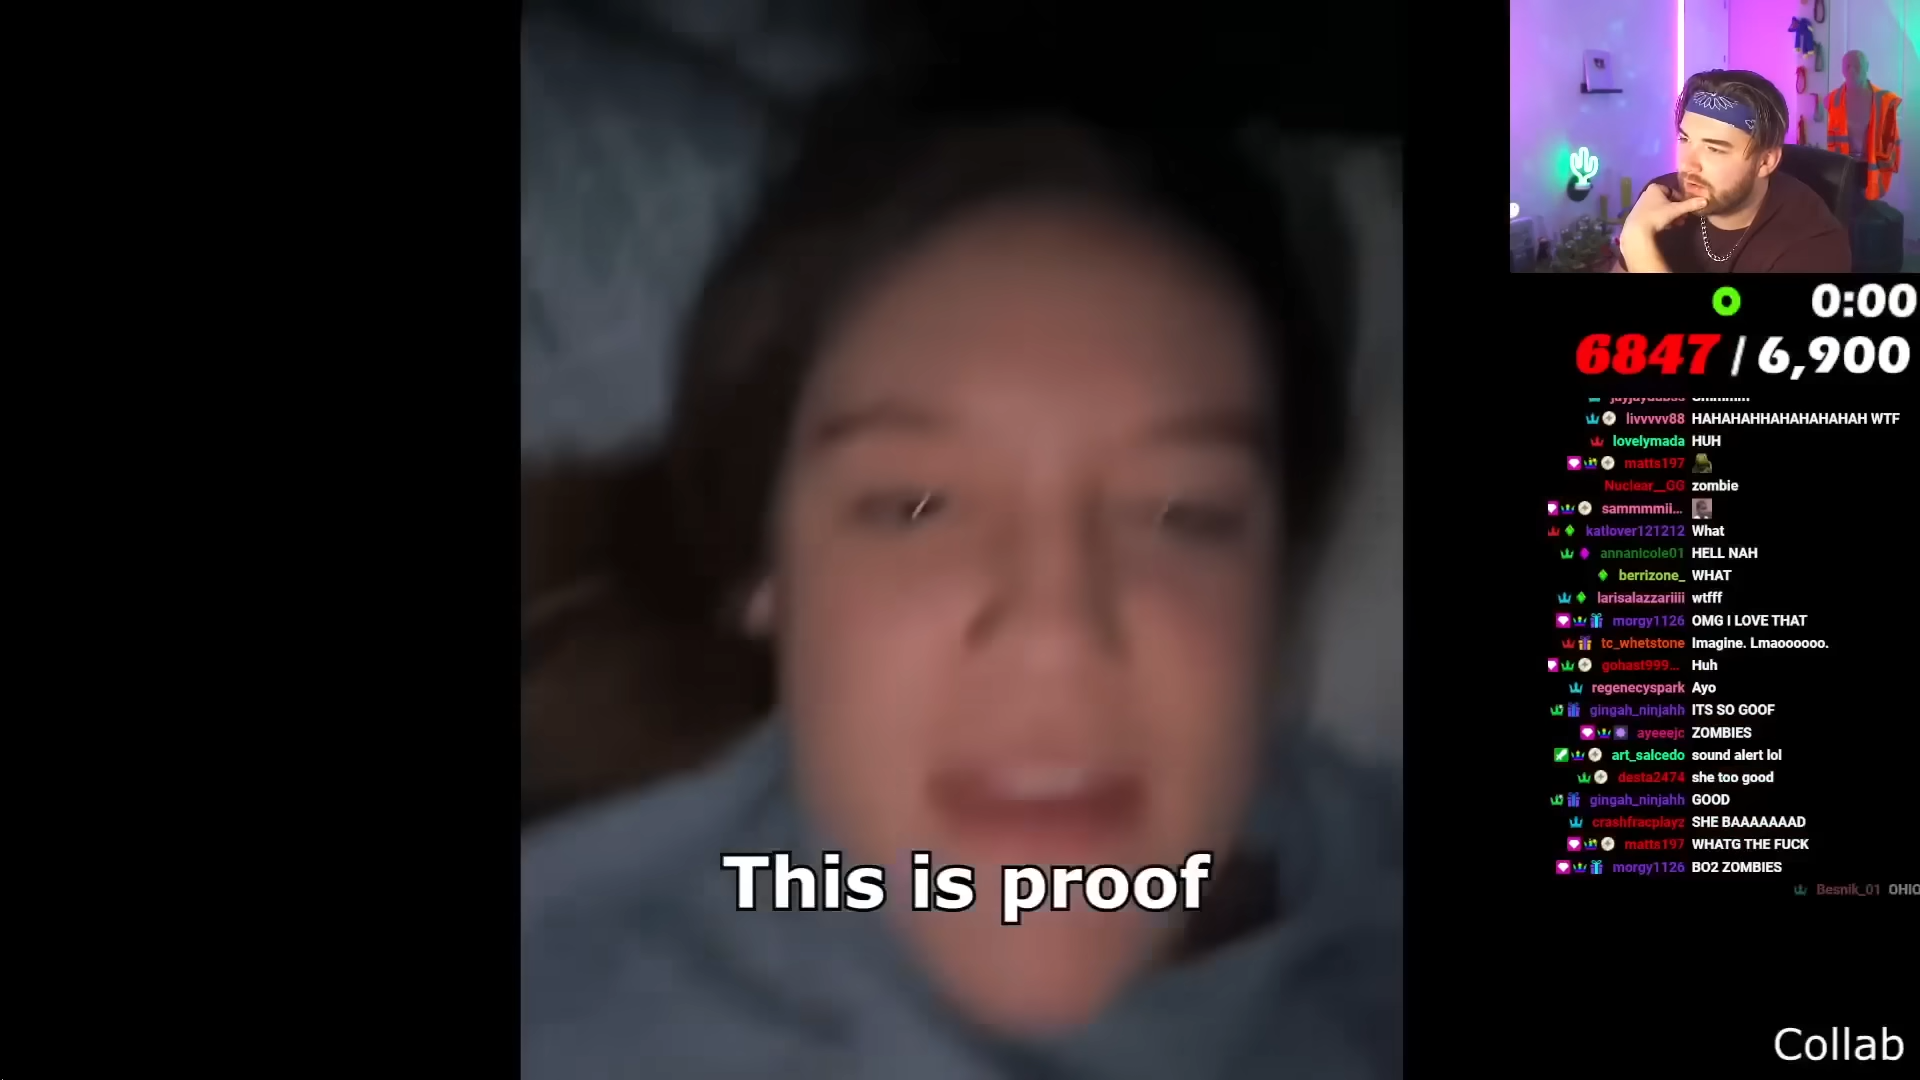 This is proof
0:00
6847 / 6,900
livvvvv88 HAHAHAHHAHAHAHAHAH WTF
lovelymada HUH
matts197
Nuclear__GG zombie
sammmmii...
katlover121212 What
annanicole01 HELL NAH
berrizone_ WHAT
larisalazzariiii wtfff
morgy1126 OMG I LOVE THAT
tc_whetstone Imagine. Lmaoooooo.
gohast999... Huh
regenecyspark Ayo
gingah_ninjahh ITS SO GOOF
ayeeejc ZOMBIES
art_salcedo sound alert lol
desta2474 she too good
gingah_ninjahh GOOD
crashfracplayz SHE BAAAAAAAD
matts197 WHATG THE FUCK
morgy1126 BO2 ZOMBIES
Besnik_01 OHIO
Collab